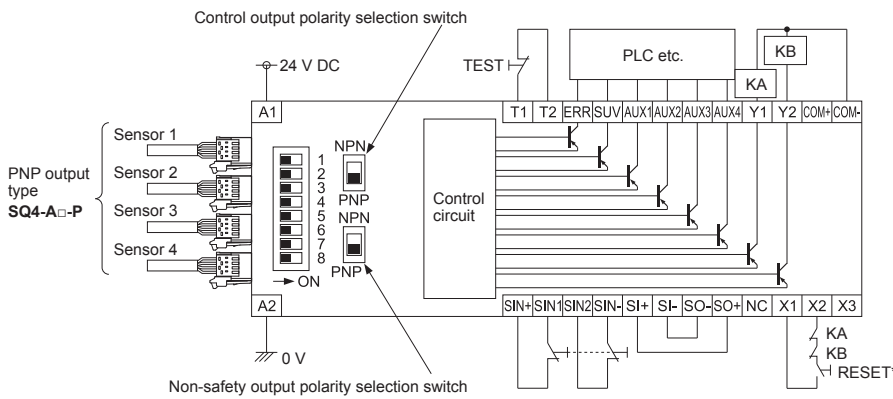 Control output polarity selection switch
24 V DC
TEST
PLC etc.
KA
KB
A1
T1 T2 ERR SUV AUX1 AUX2 AUX3 AUX4 Y1 Y2 COM+ COM-
PNP output
type
SQ4-A□-P
Sensor 1
Sensor 2
Sensor 3
Sensor 4
1
2
3
4
5
6
7
8
ON
NPN
PNP
NPN
PNP
Control
circuit
A2
SIN+ SIN1 SIN2 SIN- SI+ SI- SO- SO+ NC X1 X2 X3
0 V
KA
KB
RESET*
Non-safety output polarity selection switch